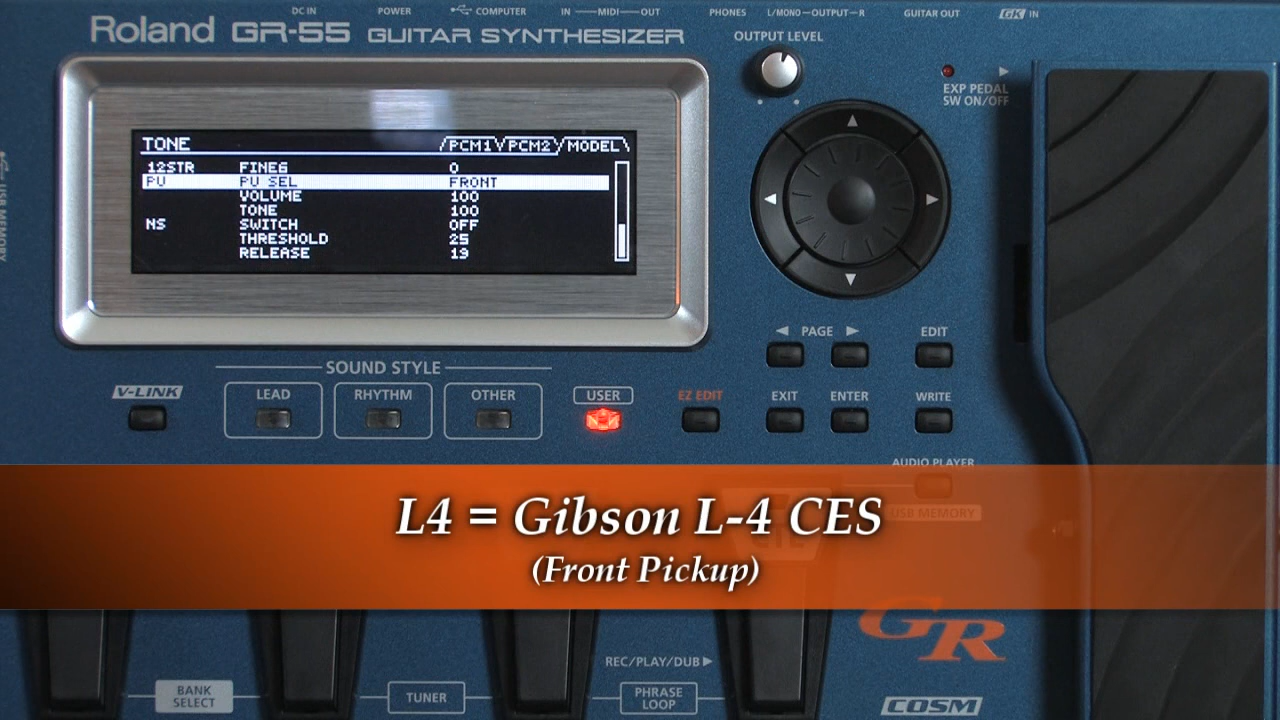 DC IN POWER COMPUTER IN MIDI OUT PHONES L/MONO OUTPUT R GUITAR OUT GK IN
Roland GR-55 GUITAR SYNTHESIZER
OUTPUT LEVEL
EXP PEDAL
SW ON/OFF
TONE PCM1 PCM2 MODEL
12STR FINE6 0
PU PU SEL FRONT
VOLUME 100
TONE 100
NS SWITCH OFF
THRESHOLD 25
RELEASE 19
USB MEMORY
PAGE EDIT
SOUND STYLE
V-LINK LEAD RHYTHM OTHER USER EZ EDIT EXIT ENTER WRITE
AUDIO PLAYER
USB MEMORY
L4 = Gibson L-4 CES
(Front Pickup)
CTL
GR
REC/PLAY/DUB
BANK
SELECT
TUNER
PHRASE
LOOP
COSM